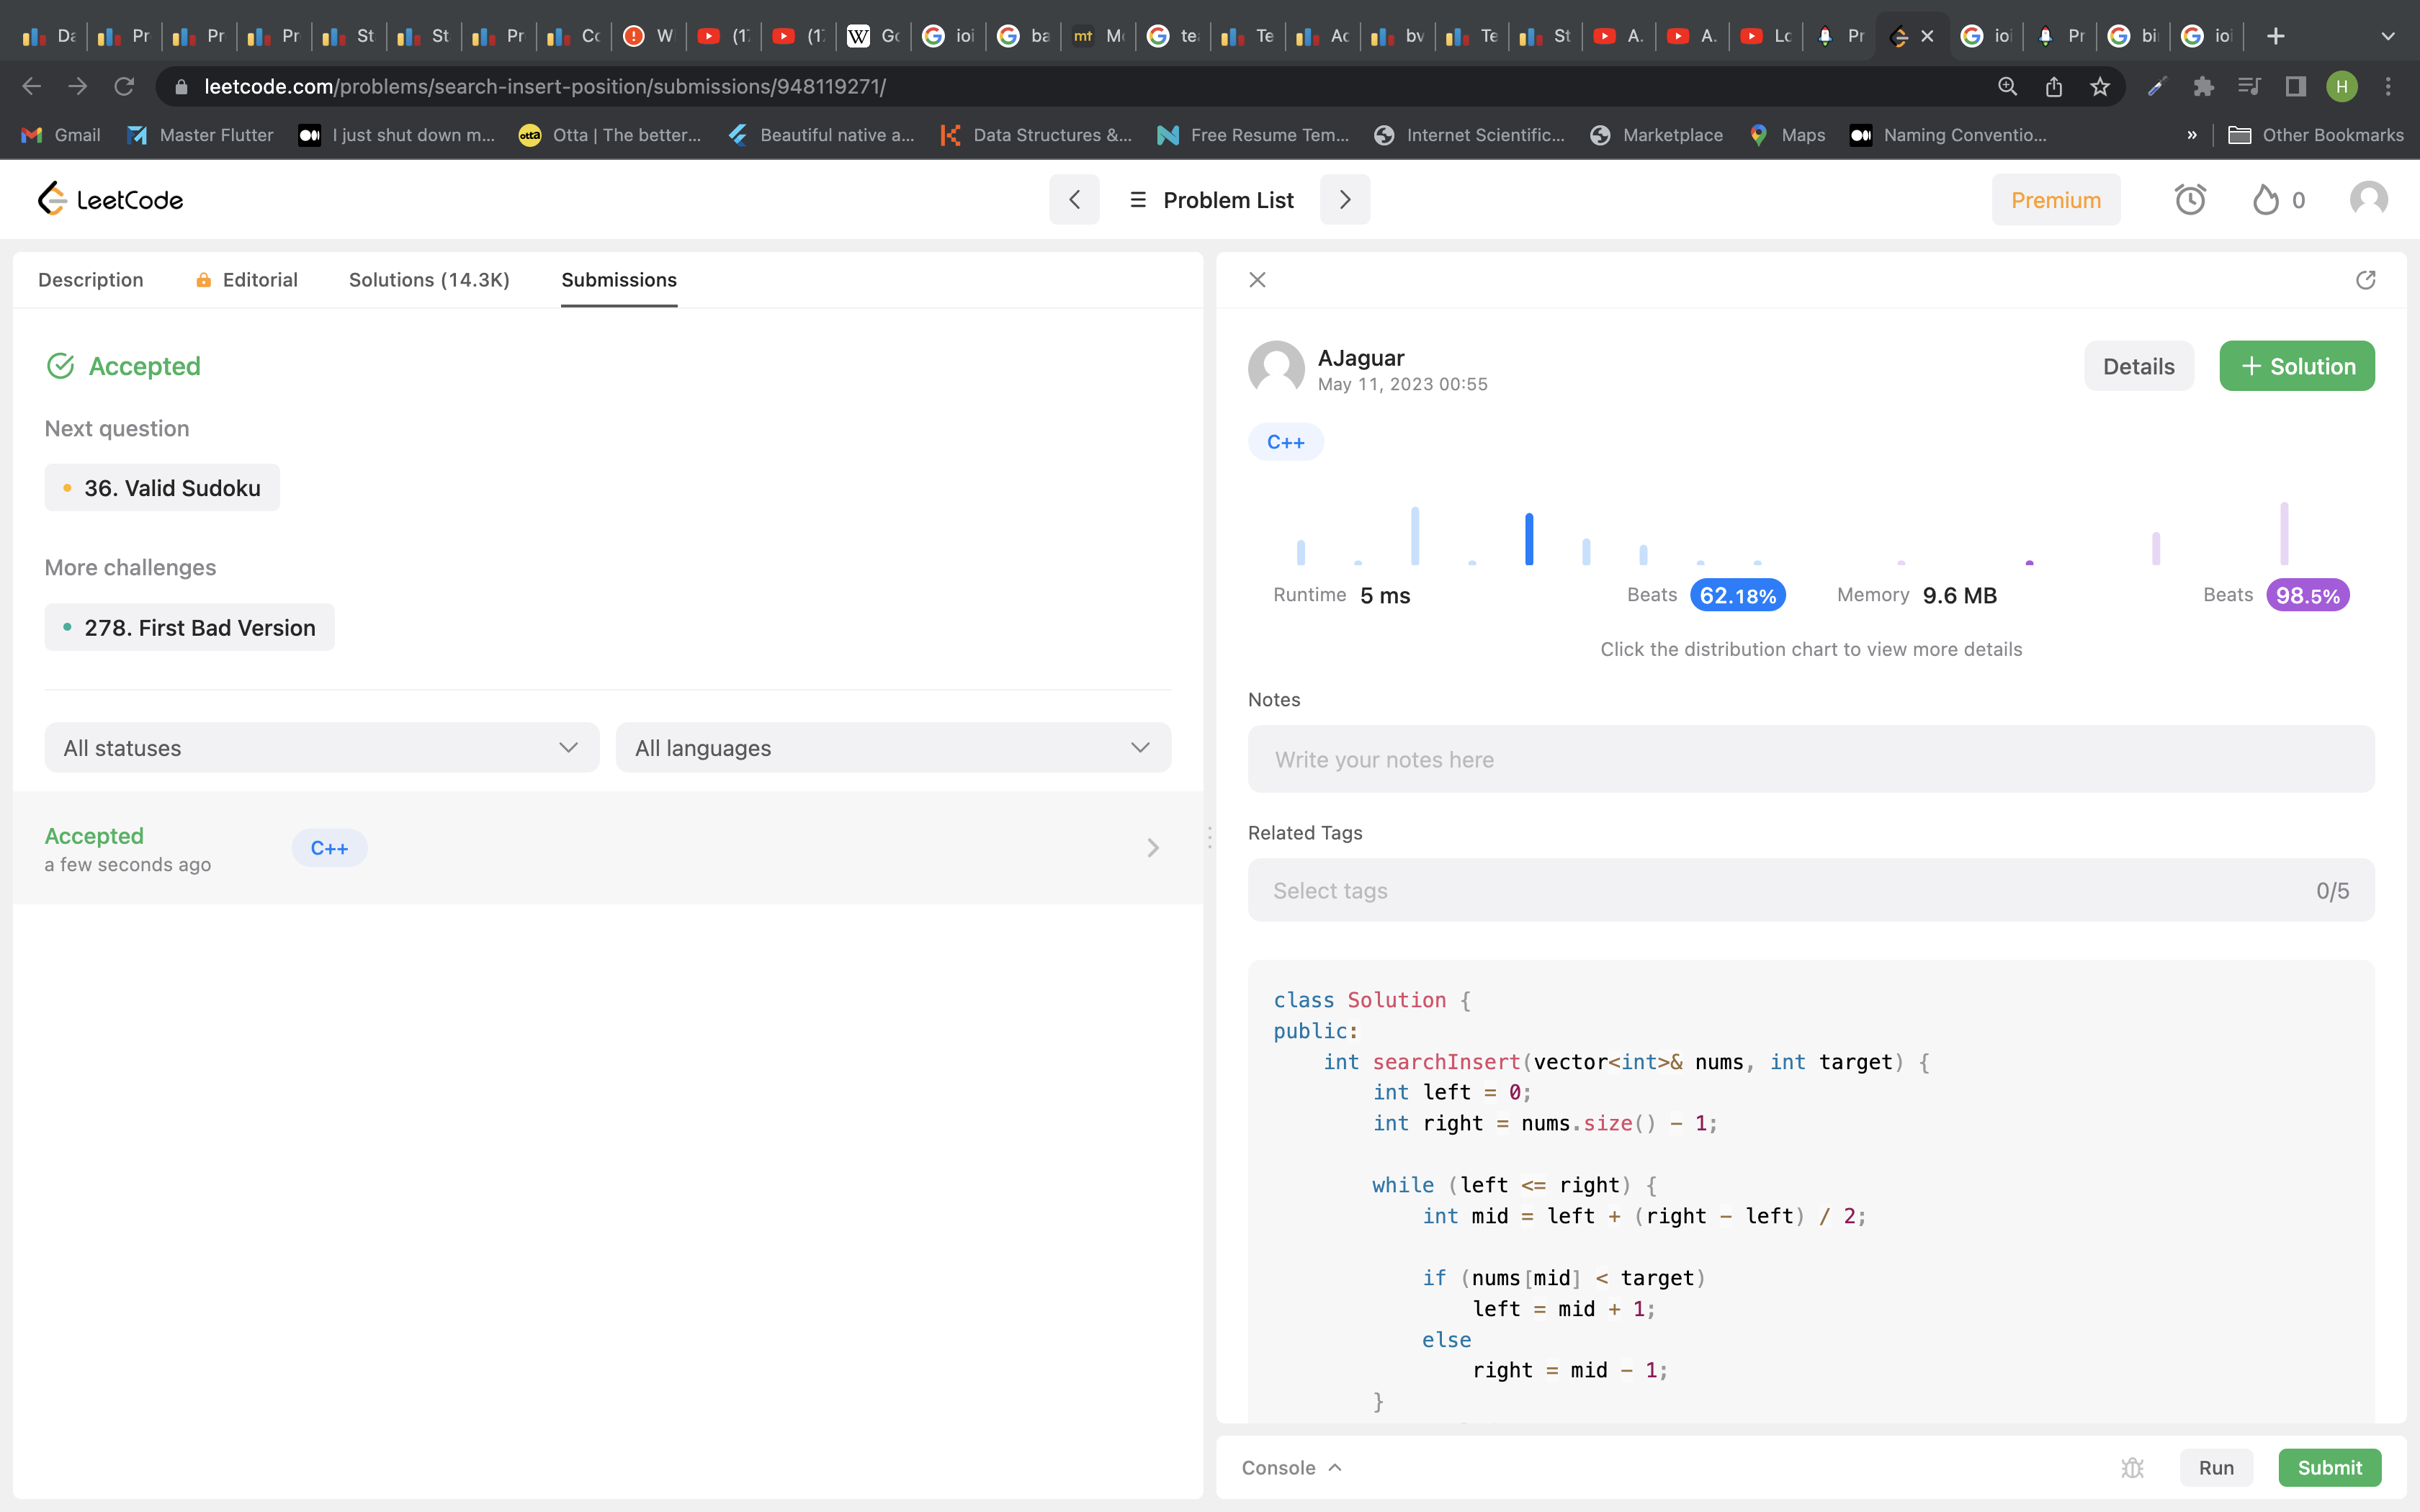 Da Pr Pr Pr St St Pr Co W (1 (1 Go ioi ba mt Mo te Te Ac bv Te St A. A. Lo Pr ioi Pr bi ioi
leetcode.com/problems/search-insert-position/submissions/948119271/ H
Gmail Master Flutter I just shut down m... otta Otta | The better... Beautiful native a... Data Structures &... Free Resume Tem... Internet Scientific... Marketplace Maps Naming Conventio... » Other Bookmarks
LeetCode Problem List Premium 0
Description Editorial Solutions (14.3K) Submissions
Accepted
Next question
36. Valid Sudoku
More challenges
278. First Bad Version
All statuses All languages
Accepted C++
a few seconds ago
AJaguar Details + Solution
May 11, 2023 00:55
C++
Runtime 5 ms Beats 62.18% Memory 9.6 MB Beats 98.5%
Click the distribution chart to view more details
Notes
Write your notes here
Related Tags
Select tags 0/5
class Solution {
public:
int searchInsert(vector<int>& nums, int target) {
int left = 0;
int right = nums.size() - 1;
while (left <= right) {
int mid = left + (right - left) / 2;
if (nums[mid] < target)
left = mid + 1;
else
right = mid - 1;
}
Console Run Submit